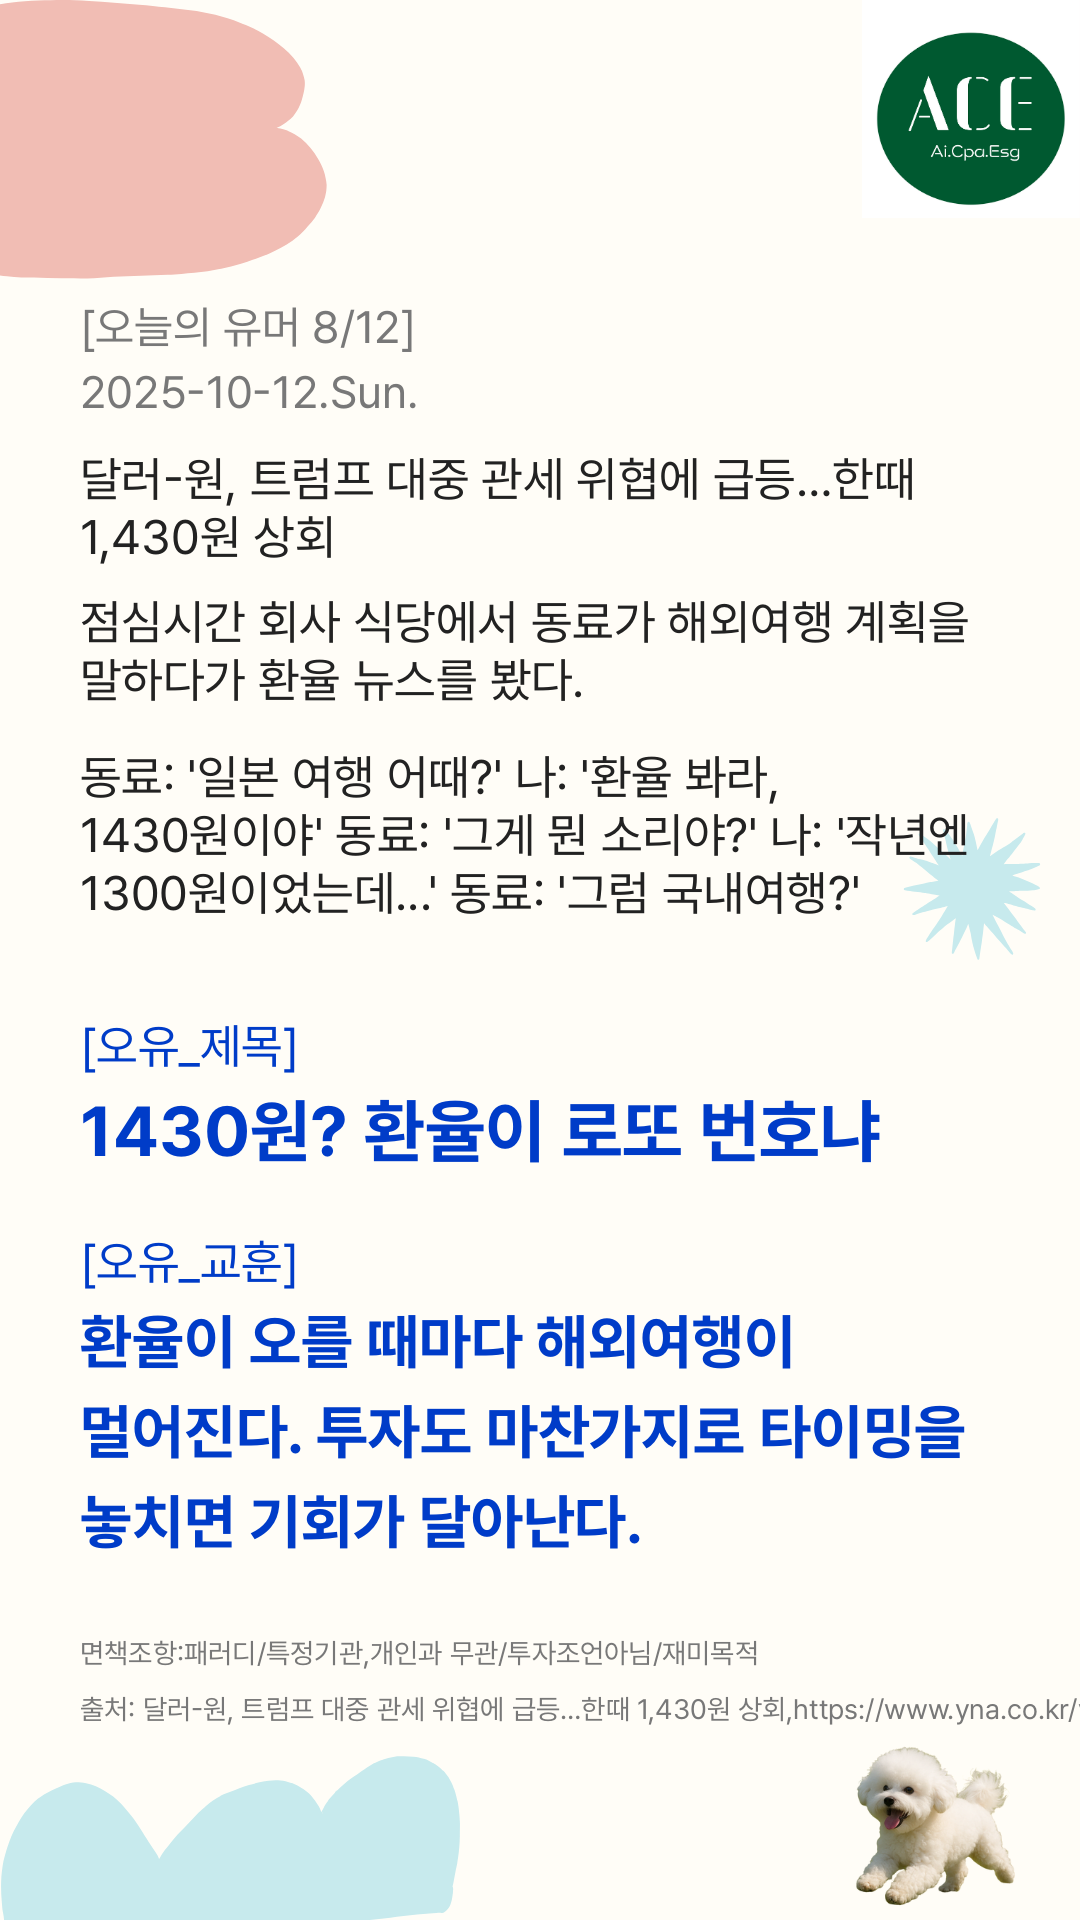 ACE
Ai.Cpa.Esg
[오늘의 유머 8/12]
2025-10-12.Sun.
달러-원, 트럼프 대중 관세 위협에 급등...한때
1,430원 상회
점심시간 회사 식당에서 동료가 해외여행 계획을
말하다가 환율 뉴스를 봤다.
동료: '일본 여행 어때?' 나: '환율 봐라,
1430원이야' 동료: '그게 뭔 소리야?' 나: '작년엔
1300원이었는데...' 동료: '그럼 국내여행?'
[오유_제목]
1430원? 환율이 로또 번호냐
[오유_교훈]
환율이 오를 때마다 해외여행이
멀어진다. 투자도 마찬가지로 타이밍을
놓치면 기회가 달아난다.
면책조항:패러디/특정기관,개인과 무관/투자조언아님/재미목적
출처: 달러-원, 트럼프 대중 관세 위협에 급등...한때 1,430원 상회,https://www.yna.co.kr/